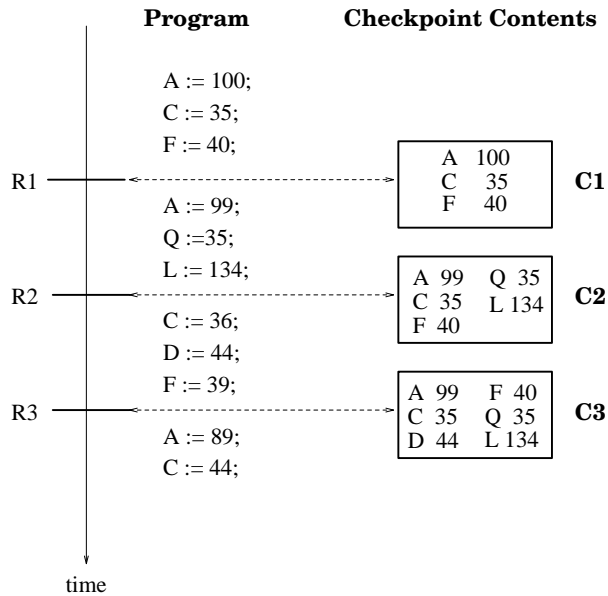 Program Checkpoint Contents
A := 100;
C := 35;
F := 40;
R1
A 100
C 35
F 40
C1
A := 99;
Q :=35;
L := 134;
R2
A 99 Q 35
C 35 L 134
F 40
C2
C := 36;
D := 44;
F := 39;
R3
A 99 F 40
C 35 Q 35
D 44 L 134
C3
A := 89;
C := 44;
time